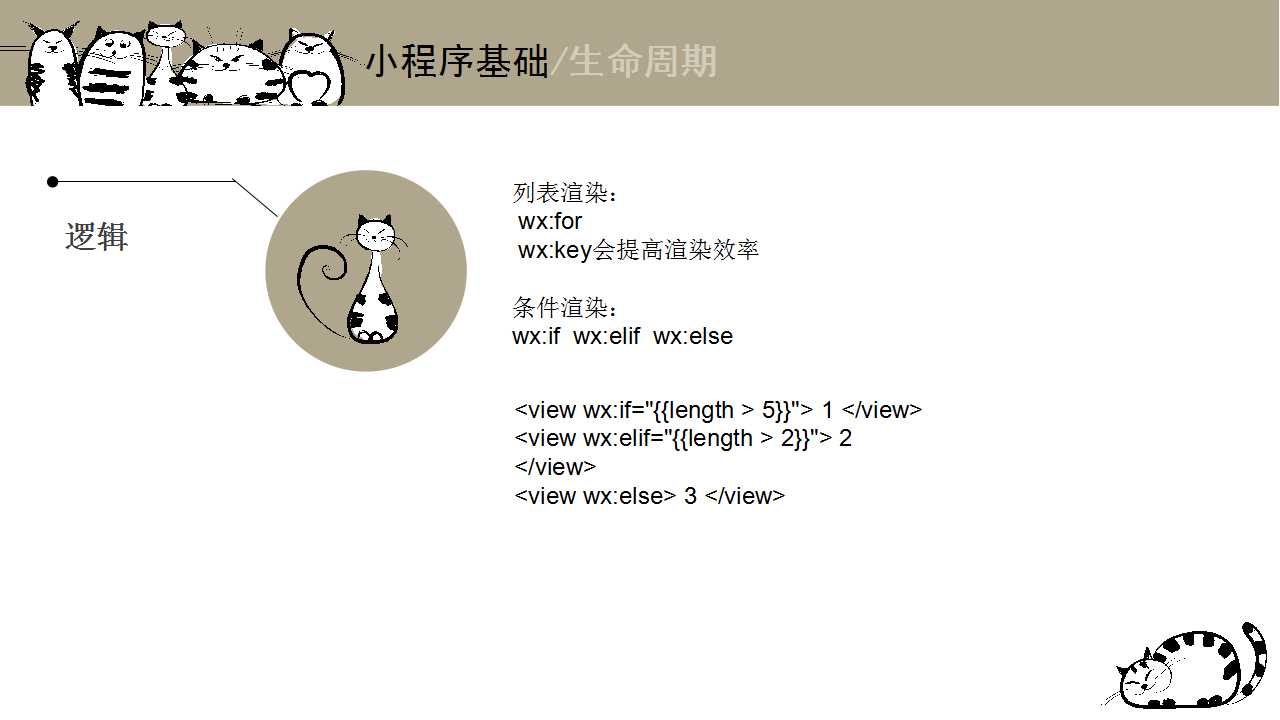 小程序基础/生命周期
逻辑
列表渲染：
wx:for
wx:key会提高渲染效率
条件渲染：
wx:if  wx:elif  wx:else
<view wx:if="{{length > 5}}"> 1 </view>
<view wx:elif="{{length > 2}}"> 2
</view>
<view wx:else> 3 </view>